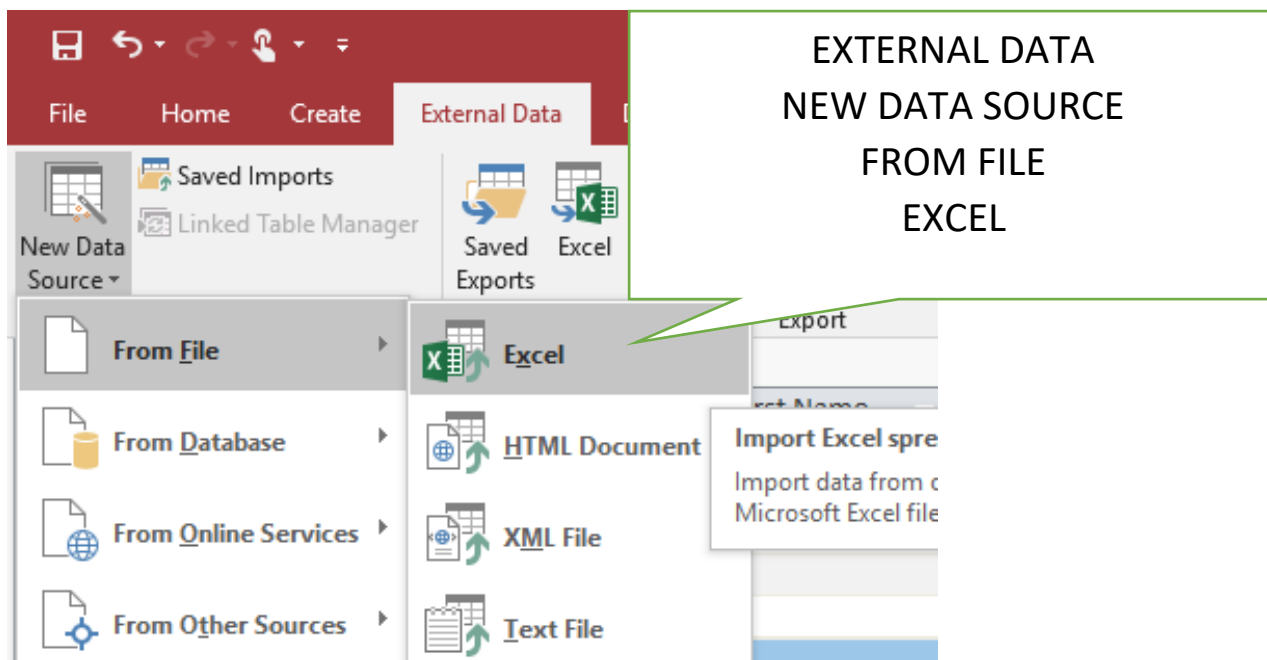 EXTERNAL DATA
NEW DATA SOURCE
FROM FILE
EXCEL
File Home Create External Data
Saved Imports
Linked Table Manager
New Data
Source
Saved
Exports
Excel
Export
From File
Excel
From Database
HTML Document
Import Excel spre
Import data from
Microsoft Excel file
From Online Services
XML File
From Other Sources
Text File